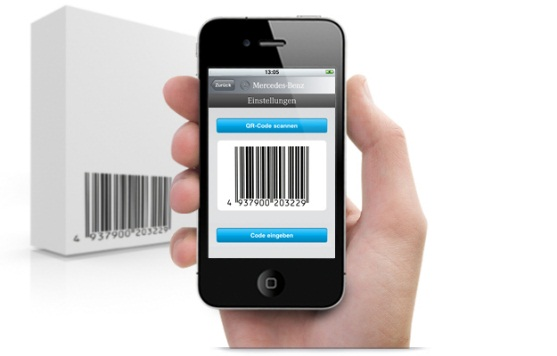 13:05
Zurück
Mercedes-Benz
Einstellungen
QR-Code scannen
4 937900 203229
Code eingeben
4 937900 203229